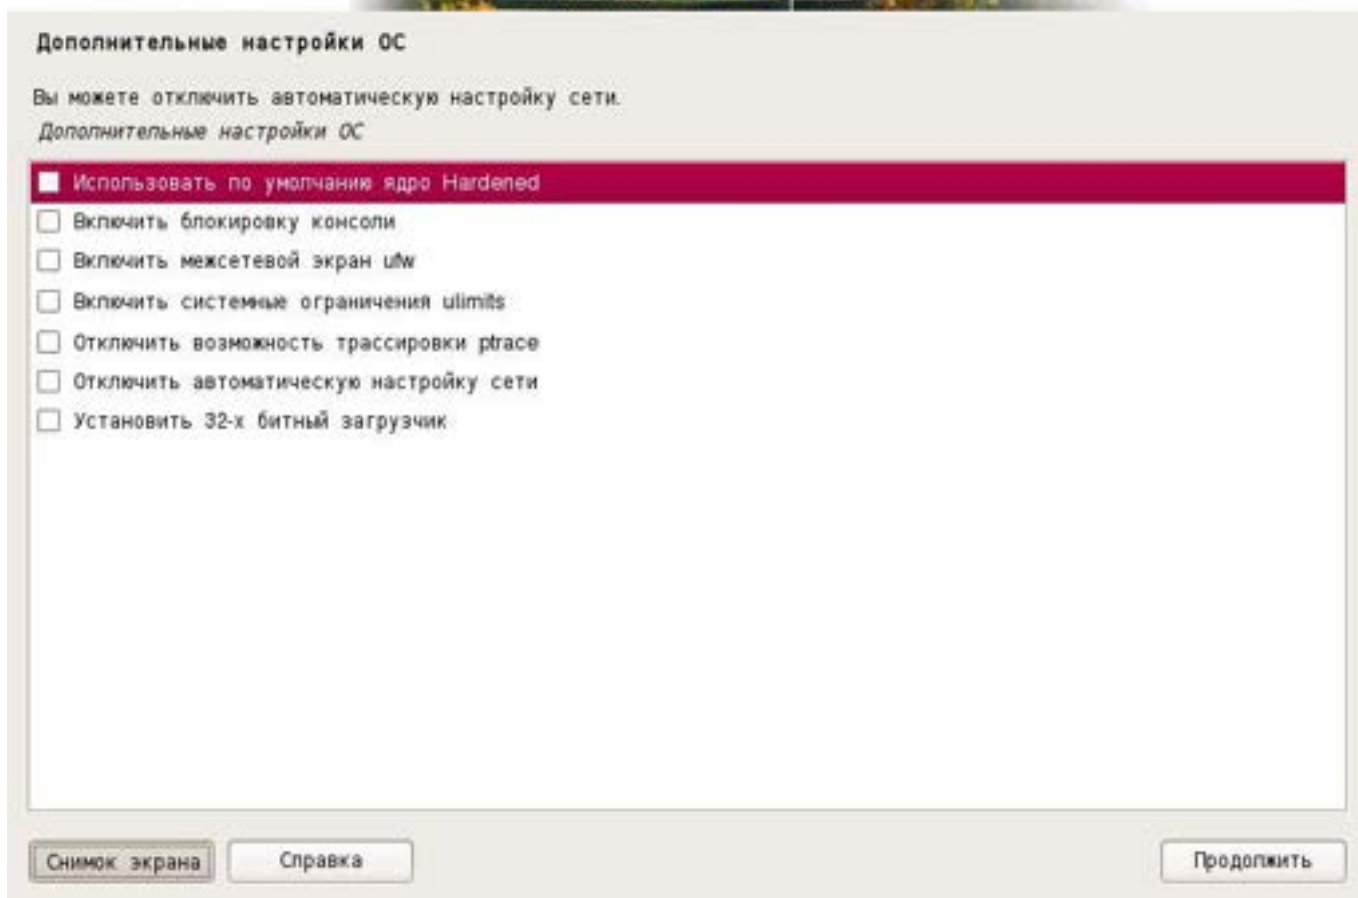 Дополнительные настройки ОС
Вы можете отключить автоматическую настройку сети.
Дополнительные настройки ОС
Использовать по умолчанию ядро Hardened
Включить блокировку консоли
Включить межсетевой экран ufw
Включить системные ограничения ulimits
Отключить возможность трассировки ptrace
Отключить автоматическую настройку сети
Установить 32-х битный загрузчик
Снимок экрана
Справка
Продолжить